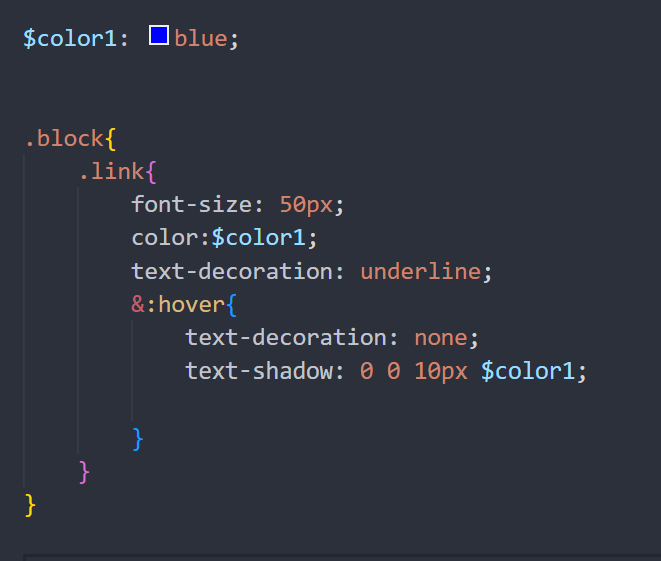 $color1: blue;
.block{
.link{
font-size: 50px;
color:$color1;
text-decoration: underline;
&:hover{
text-decoration: none;
text-shadow: 0 0 10px $color1;
}
}
}